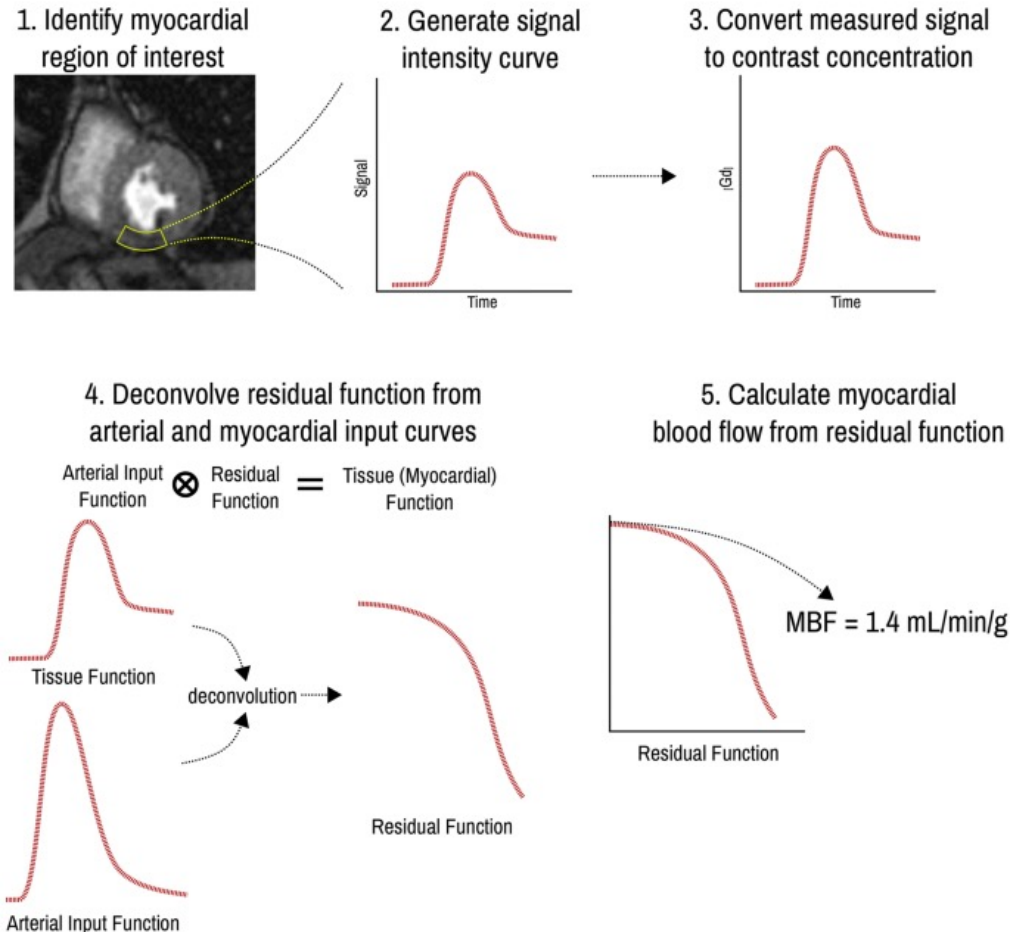 1. Identify myocardial
region of interest
2. Generate signal
intensity curve
3. Convert measured signal
to contrast concentration
Signal
Time
|Gd|
Time
4. Deconvolve residual function from
arterial and myocardial input curves
Arterial Input
Function
⊗
Residual
Function
=
Tissue (Myocardial)
Function
Tissue Function
deconvolution
Arterial Input Function
Residual Function
5. Calculate myocardial
blood flow from residual function
MBF = 1.4 mL/min/g
Residual Function